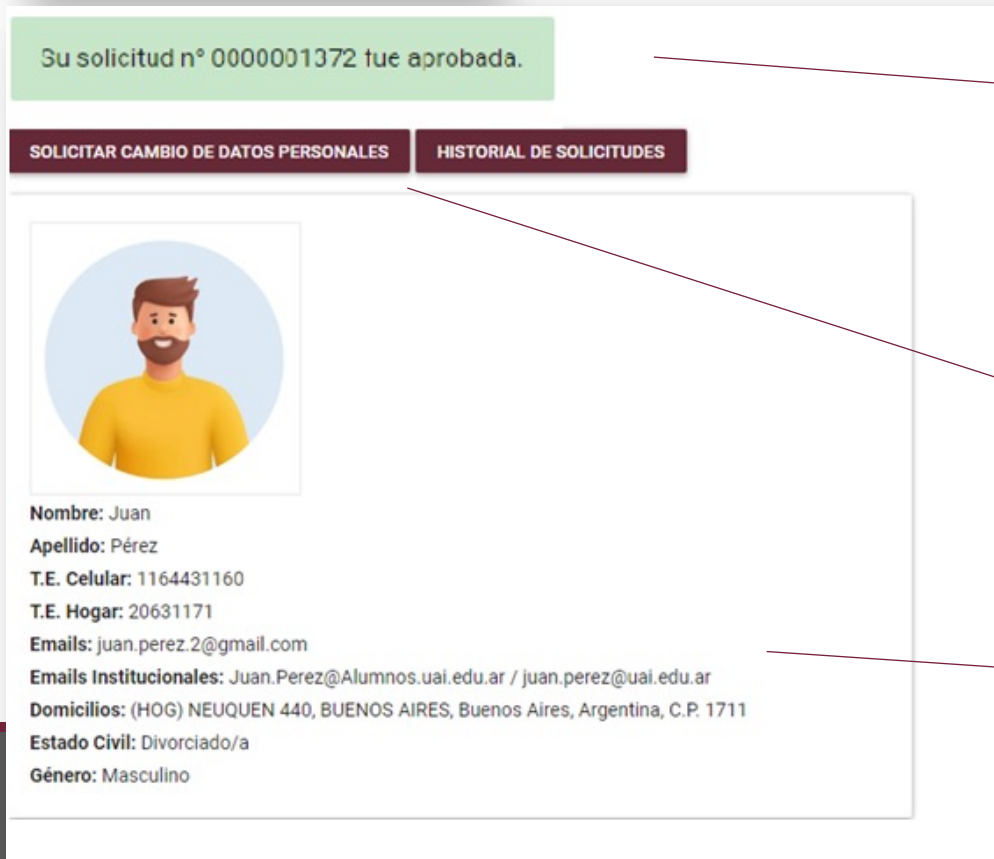 Su solicitud n° 0000001372 fue aprobada.
SOLICITAR CAMBIO DE DATOS PERSONALES
HISTORIAL DE SOLICITUDES
Nombre: Juan
Apellido: Pérez
T.E. Celular: 1164431160
T.E. Hogar: 20631171
Emails: juan.perez.2@gmail.com
Emails Institucionales: Juan.Perez@Alumnos.uai.edu.ar / juan.perez@uai.edu.ar
Domicilios: (HOG) NEUQUEN 440, BUENOS AIRES, Buenos Aires, Argentina, C.P. 1711
Estado Civil: Divorciado/a
Género: Masculino